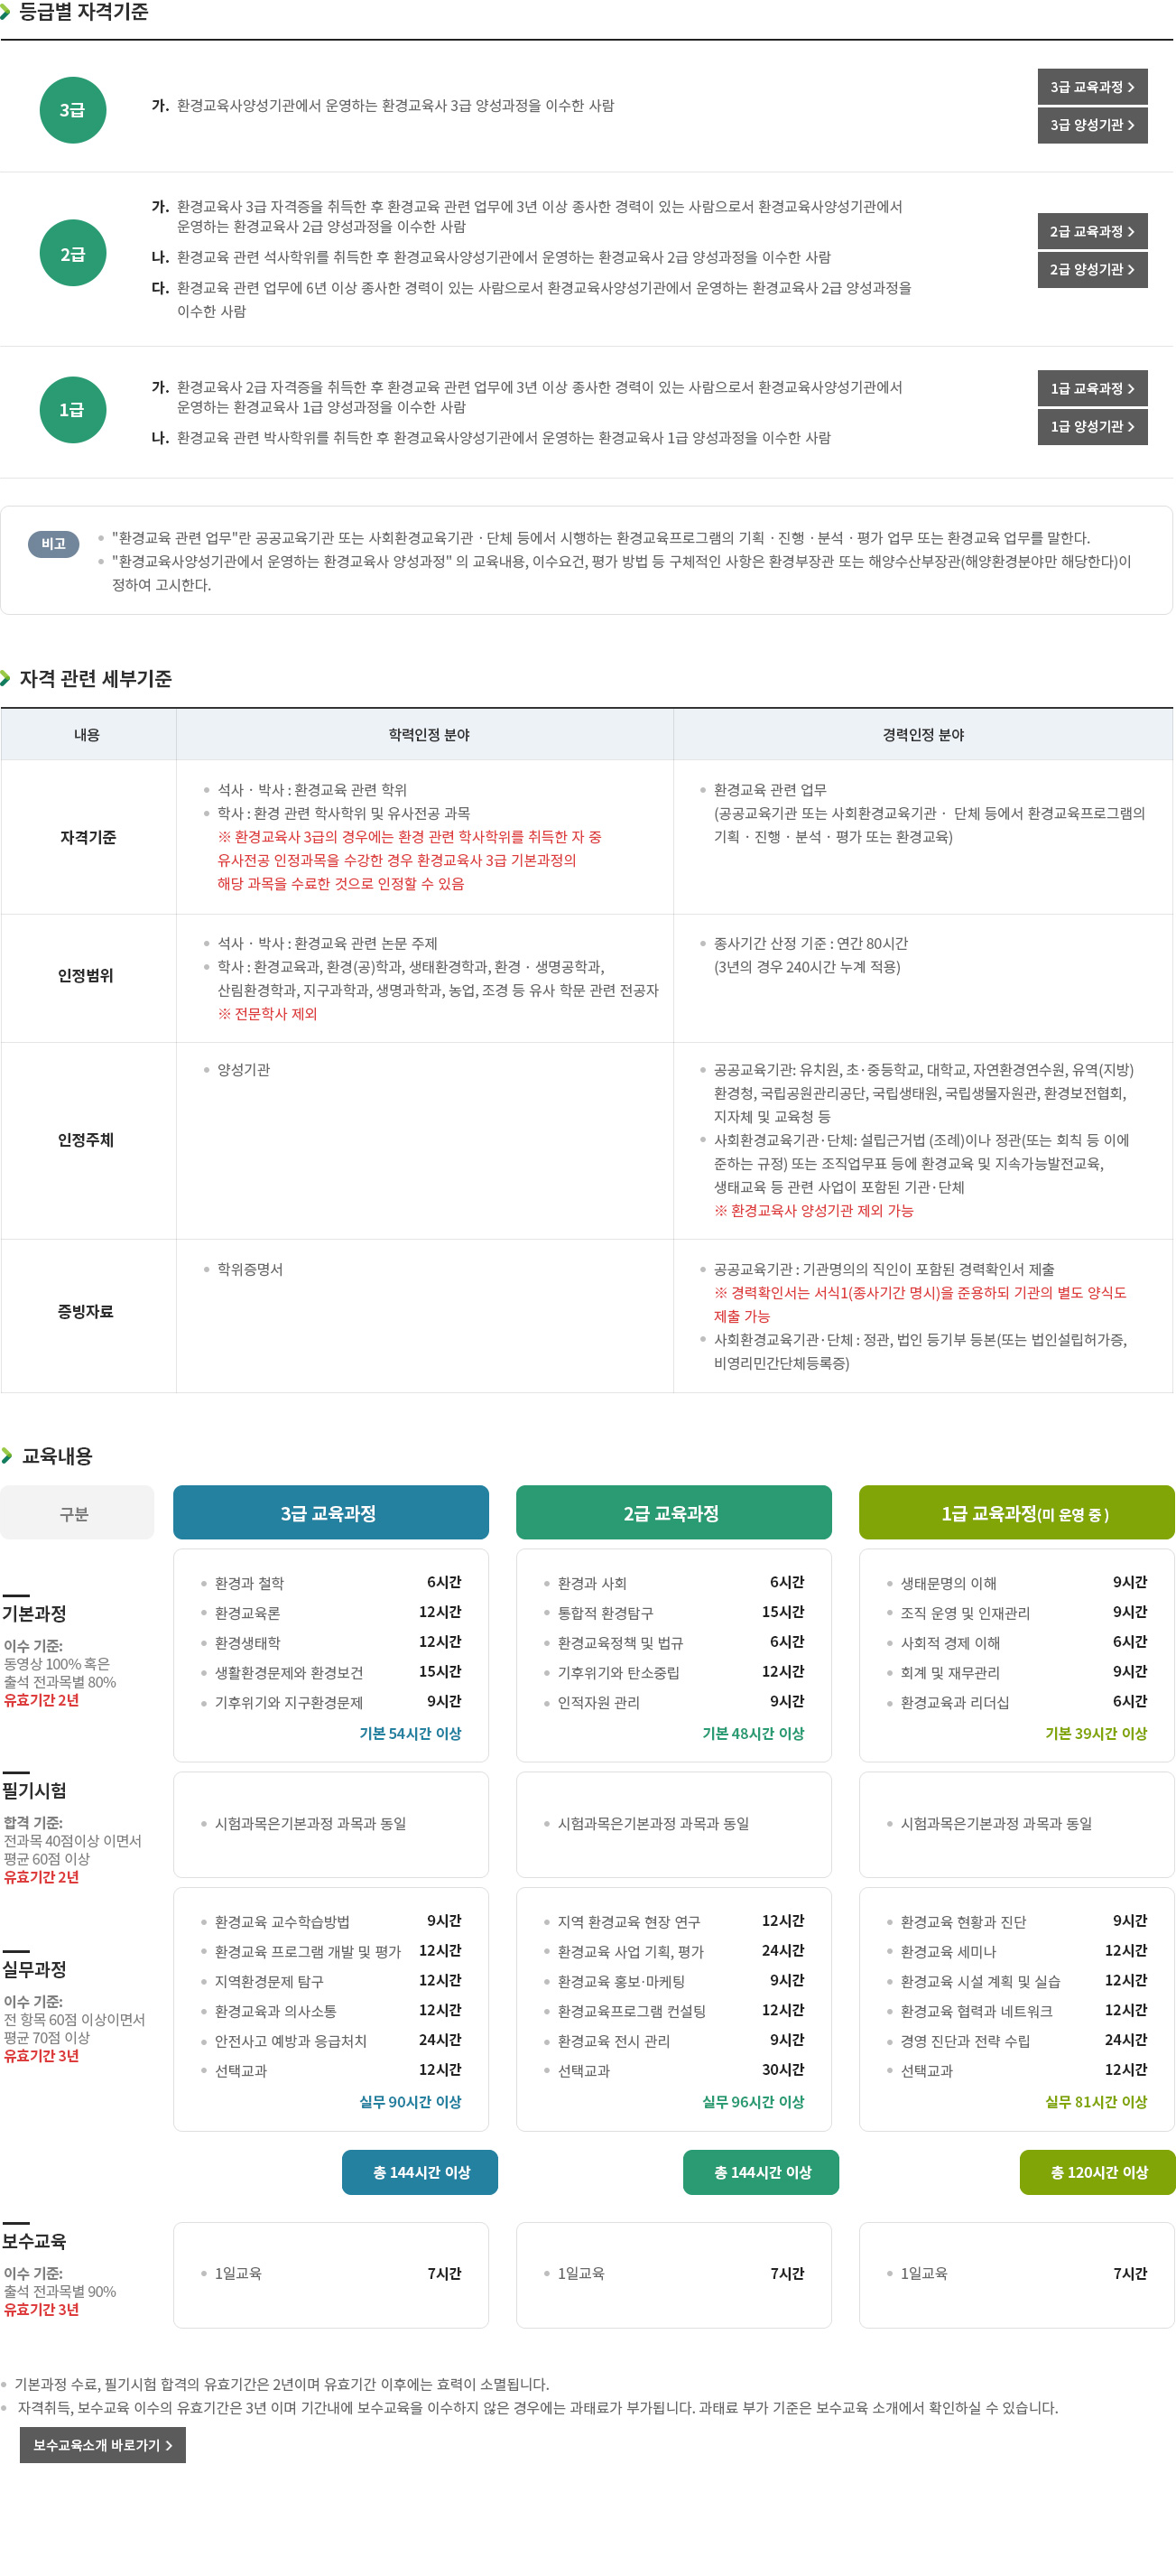 등급별 자격기준
3급
가. 환경교육사양성기관에서 운영하는 환경교육사 3급 양성과정을 이수한 사람
3급 교육과정
3급 양성기관
2급
가. 환경교육사 3급 자격증을 취득한 후 환경교육 관련 업무에 3년 이상 종사한 경력이 있는 사람으로서 환경교육사양성기관에서
운영하는 환경교육사 2급 양성과정을 이수한 사람
나. 환경교육 관련 석사학위를 취득한 후 환경교육사양성기관에서 운영하는 환경교육사 2급 양성과정을 이수한 사람
다. 환경교육 관련 업무에 6년 이상 종사한 경력이 있는 사람으로서 환경교육사양성기관에서 운영하는 환경교육사 2급 양성과정을
이수한 사람
2급 교육과정
2급 양성기관
1급
가. 환경교육사 2급 자격증을 취득한 후 환경교육 관련 업무에 3년 이상 종사한 경력이 있는 사람으로서 환경교육사양성기관에서
운영하는 환경교육사 1급 양성과정을 이수한 사람
나. 환경교육 관련 박사학위를 취득한 후 환경교육사양성기관에서 운영하는 환경교육사 1급 양성과정을 이수한 사람
1급 교육과정
1급 양성기관
비고
"환경교육 관련 업무"란 공공교육기관 또는 사회환경교육기관 · 단체 등에서 시행하는 환경교육프로그램의 기획 · 진행 · 분석 · 평가 업무 또는 환경교육 업무를 말한다.
"환경교육사양성기관에서 운영하는 환경교육사 양성과정" 의 교육내용, 이수요건, 평가 방법 등 구체적인 사항은 환경부장관 또는 해양수산부장관(해양환경분야만 해당한다)이
정하여 고시한다.
자격 관련 세부기준
내용
학력인정 분야
경력인정 분야
자격기준
석사 · 박사 : 환경교육 관련 학위
학사 : 환경 관련 학사학위 및 유사전공 과목
※ 환경교육사 3급의 경우에는 환경 관련 학사학위를 취득한 자 중
유사전공 인정과목을 수강한 경우 환경교육사 3급 기본과정의
해당 과목을 수료한 것으로 인정할 수 있음
환경교육 관련 업무
(공공교육기관 또는 사회환경교육기관 · 단체 등에서 환경교육프로그램의
기획 · 진행 · 분석 · 평가 또는 환경교육)
인정범위
석사 · 박사 : 환경교육 관련 논문 주제
학사 : 환경교육과, 환경(공)학과, 생태환경학과, 환경 · 생명공학과,
산림환경학과, 지구과학과, 생명과학과, 농업, 조경 등 유사 학문 관련 전공자
※ 전문학사 제외
종사기간 산정 기준 : 연간 80시간
(3년의 경우 240시간 누계 적용)
인정주체
양성기관
공공교육기관: 유치원, 초·중등학교, 대학교, 자연환경연수원, 유역(지방)
환경청, 국립공원관리공단, 국립생태원, 국립생물자원관, 환경보전협회,
지자체 및 교육청 등
사회환경교육기관·단체: 설립근거법 (조례)이나 정관(또는 회칙 등 이에
준하는 규정) 또는 조직업무표 등에 환경교육 및 지속가능발전교육,
생태교육 등 관련 사업이 포함된 기관·단체
※ 환경교육사 양성기관 제외 가능
증빙자료
학위증명서
공공교육기관 : 기관명의의 직인이 포함된 경력확인서 제출
※ 경력확인서는 서식1(종사기간 명시)을 준용하되 기관의 별도 양식도
제출 가능
사회환경교육기관·단체 : 정관, 법인 등기부 등본(또는 법인설립허가증,
비영리민간단체등록증)
교육내용
구분
3급 교육과정
2급 교육과정
1급 교육과정(미 운영 중 )
기본과정
이수 기준:
동영상 100% 혹은
출석 전과목별 80%
유효기간 2년
환경과 철학 6시간
환경교육론 12시간
환경생태학 12시간
생활환경문제와 환경보건 15시간
기후위기와 지구환경문제 9시간
기본 54시간 이상
환경과 사회 6시간
통합적 환경탐구 15시간
환경교육정책 및 법규 6시간
기후위기와 탄소중립 12시간
인적자원 관리 9시간
기본 48시간 이상
생태문명의 이해 9시간
조직 운영 및 인재관리 9시간
사회적 경제 이해 6시간
회계 및 재무관리 9시간
환경교육과 리더십 6시간
기본 39시간 이상
필기시험
합격 기준:
전과목 40점이상 이면서
평균 60점 이상
유효기간 2년
시험과목은기본과정 과목과 동일
시험과목은기본과정 과목과 동일
시험과목은기본과정 과목과 동일
실무과정
이수 기준:
전 항목 60점 이상이면서
평균 70점 이상
유효기간 3년
환경교육 교수학습방법 9시간
환경교육 프로그램 개발 및 평가 12시간
지역환경문제 탐구 12시간
환경교육과 의사소통 12시간
안전사고 예방과 응급처치 24시간
선택교과 12시간
실무 90시간 이상
지역 환경교육 현장 연구 12시간
환경교육 사업 기획, 평가 24시간
환경교육 홍보·마케팅 9시간
환경교육프로그램 컨설팅 12시간
환경교육 전시 관리 9시간
선택교과 30시간
실무 96시간 이상
환경교육 현황과 진단 9시간
환경교육 세미나 12시간
환경교육 시설 계획 및 실습 12시간
환경교육 협력과 네트워크 12시간
경영 진단과 전략 수립 24시간
선택교과 12시간
실무 81시간 이상
총 144시간 이상
총 144시간 이상
총 120시간 이상
보수교육
이수 기준:
출석 전과목별 90%
유효기간 3년
1일교육 7시간
1일교육 7시간
1일교육 7시간
기본과정 수료, 필기시험 합격의 유효기간은 2년이며 유효기간 이후에는 효력이 소멸됩니다.
자격취득, 보수교육 이수의 유효기간은 3년 이며 기간내에 보수교육을 이수하지 않은 경우에는 과태료가 부가됩니다. 과태료 부가 기준은 보수교육 소개에서 확인하실 수 있습니다.
보수교육소개 바로가기